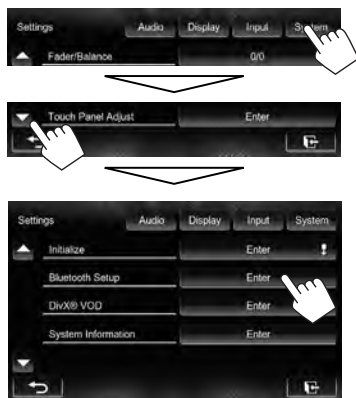 Settings Audio Display Input System
Fader/Balance 0/0
Touch Panel Adjust Enter
Settings Audio Display Input System
Initialize Enter
Bluetooth Setup Enter
DivX® VOD Enter
System Information Enter